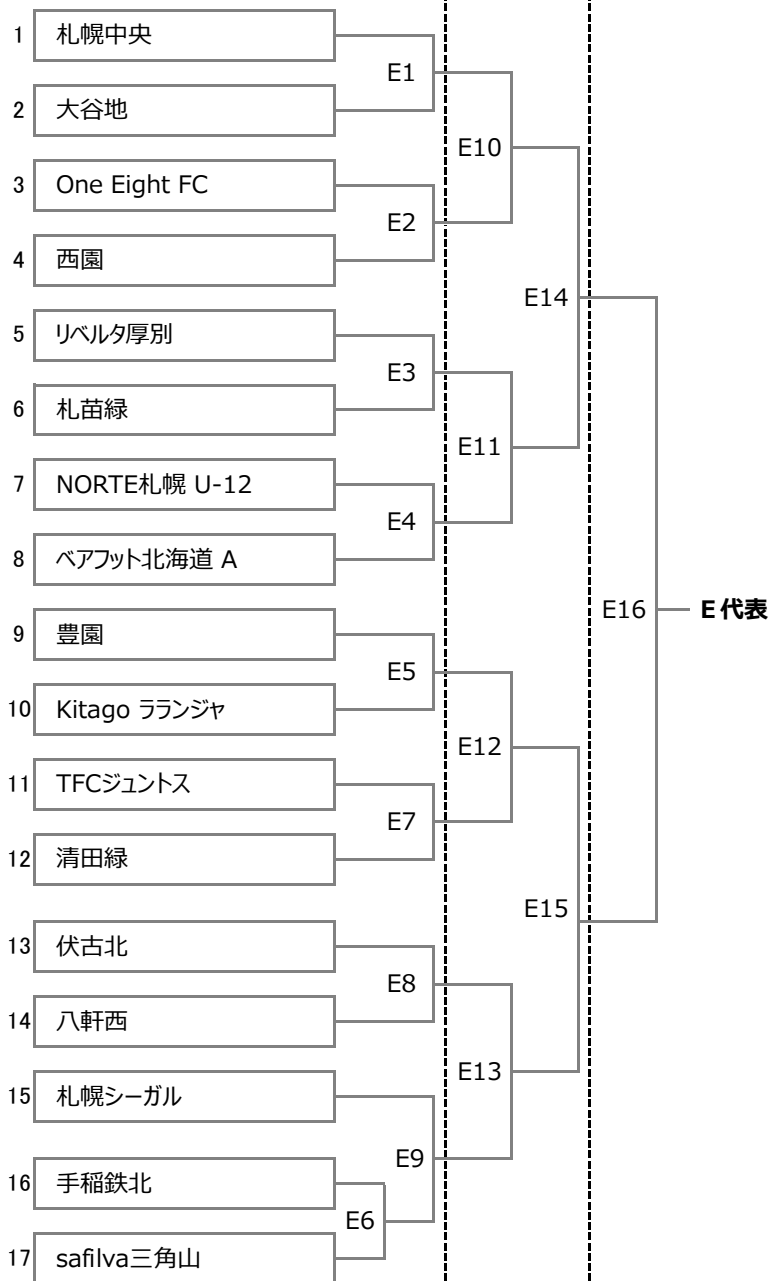 1 札幌中央
E1
2 大谷地
E10
3 One Eight FC
E2
4 西園
E14
5 リベルタ厚別
E3
6 札苗緑
E11
7 NORTE札幌 U-12
E4
8 ベアフット北海道 A
E16 E代表
9 豊園
E5
10 Kitago ラランジャ
E12
11 TFCジュントス
E7
12 清田緑
E15
13 伏古北
E8
14 八軒西
E13
15 札幌シーガル
E9
16 手稲鉄北
E6
17 safilva三角山